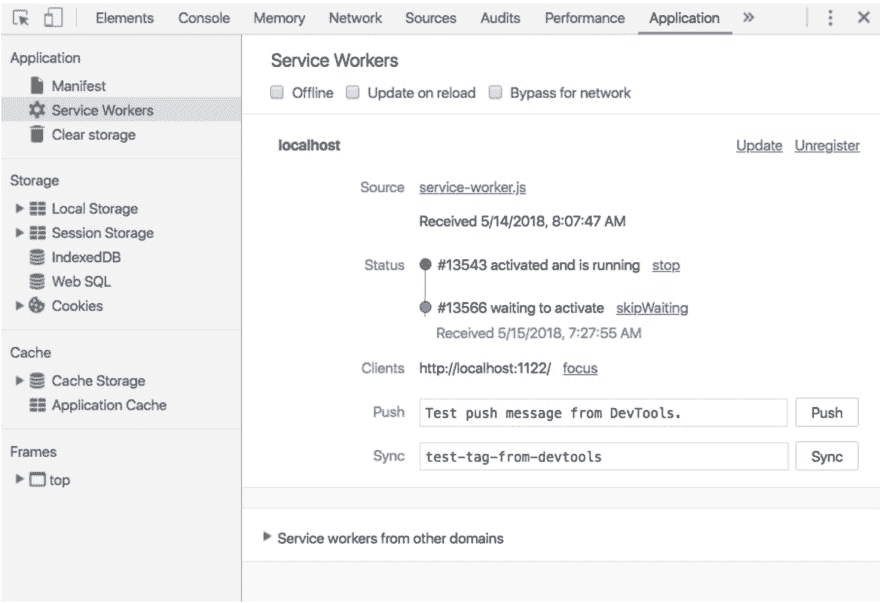 Elements Console Memory Network Sources Audits Performance Application »
Application
Manifest
Service Workers
Clear storage
Storage
Local Storage
Session Storage
IndexedDB
Web SQL
Cookies
Cache
Cache Storage
Application Cache
Frames
top
Service Workers
Offline Update on reload Bypass for network
localhost Update Unregister
Source service-worker.js
Received 5/14/2018, 8:07:47 AM
Status #13543 activated and is running stop
#13566 waiting to activate skipWaiting
Received 5/15/2018, 7:27:55 AM
Clients http://localhost:1122/ focus
Push Test push message from DevTools. Push
Sync test-tag-from-devtools Sync
Service workers from other domains